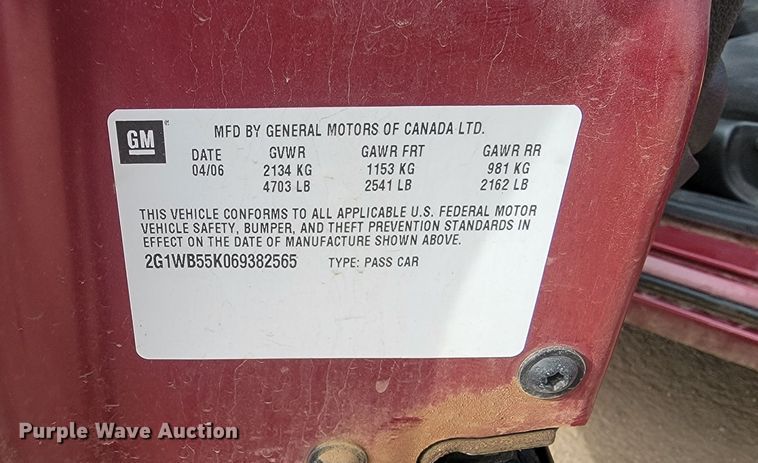 GM
MFD BY GENERAL MOTORS OF CANADA LTD.
DATE GVWR GAWR FRT GAWR RR
04/06 2134 KG 1153 KG 981 KG
4703 LB 2541 LB 2162 LB
THIS VEHICLE CONFORMS TO ALL APPLICABLE U.S. FEDERAL MOTOR
VEHICLE SAFETY, BUMPER, AND THEFT PREVENTION STANDARDS IN
EFFECT ON THE DATE OF MANUFACTURE SHOWN ABOVE.
2G1WB55K069382565 TYPE: PASS CAR
Purple Wave Auction